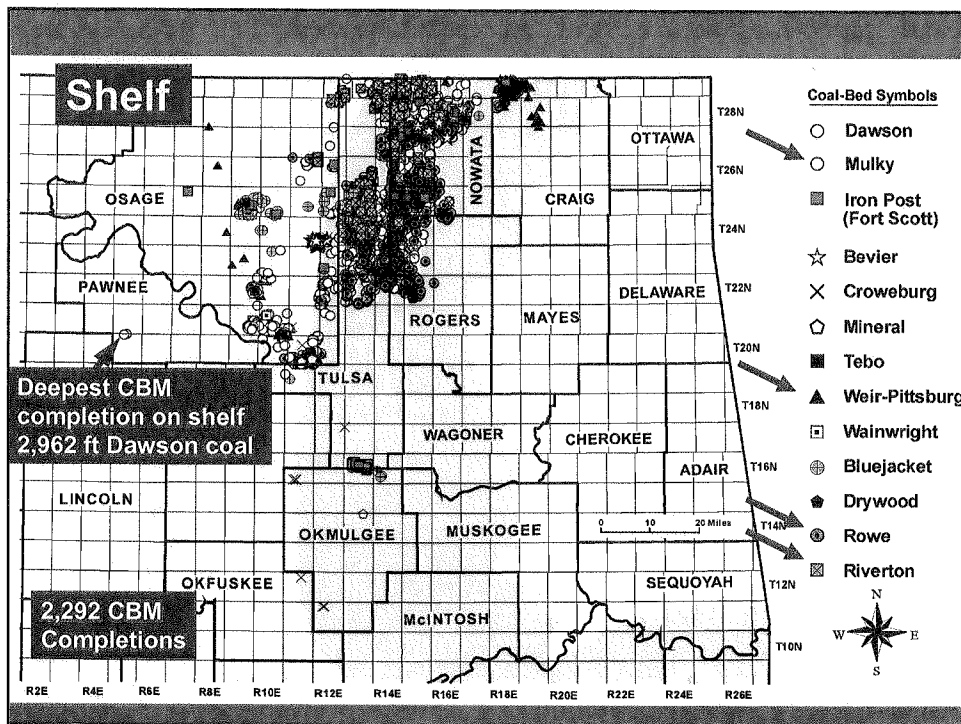 Shelf
Coal-Bed Symbols
Dawson
Mulky
Iron Post
(Fort Scott)
Bevier
Croweburg
Mineral
Tebo
Weir-Pittsburg
Wainwright
Bluejacket
Drywood
Rowe
Riverton
T28N
T26N
T24N
T22N
T20N
T18N
T16N
T14N
T12N
T10N
OTTAWA
NOWATA
CRAIG
OSAGE
PAWNEE
ROGERS
MAYES
DELAWARE
TULSA
Deepest CBM
completion on shelf
2,962 ft Dawson coal
WAGONER
CHEROKEE
ADAIR
LINCOLN
OKMULGEE
MUSKOGEE
0 10 20 Miles
OKFUSKEE
SEQUOYAH
McINTOSH
2,292 CBM
Completions
N
W E
S
R2E R4E R6E R8E R10E R12E R14E R16E R18E R20E R22E R24E R26E